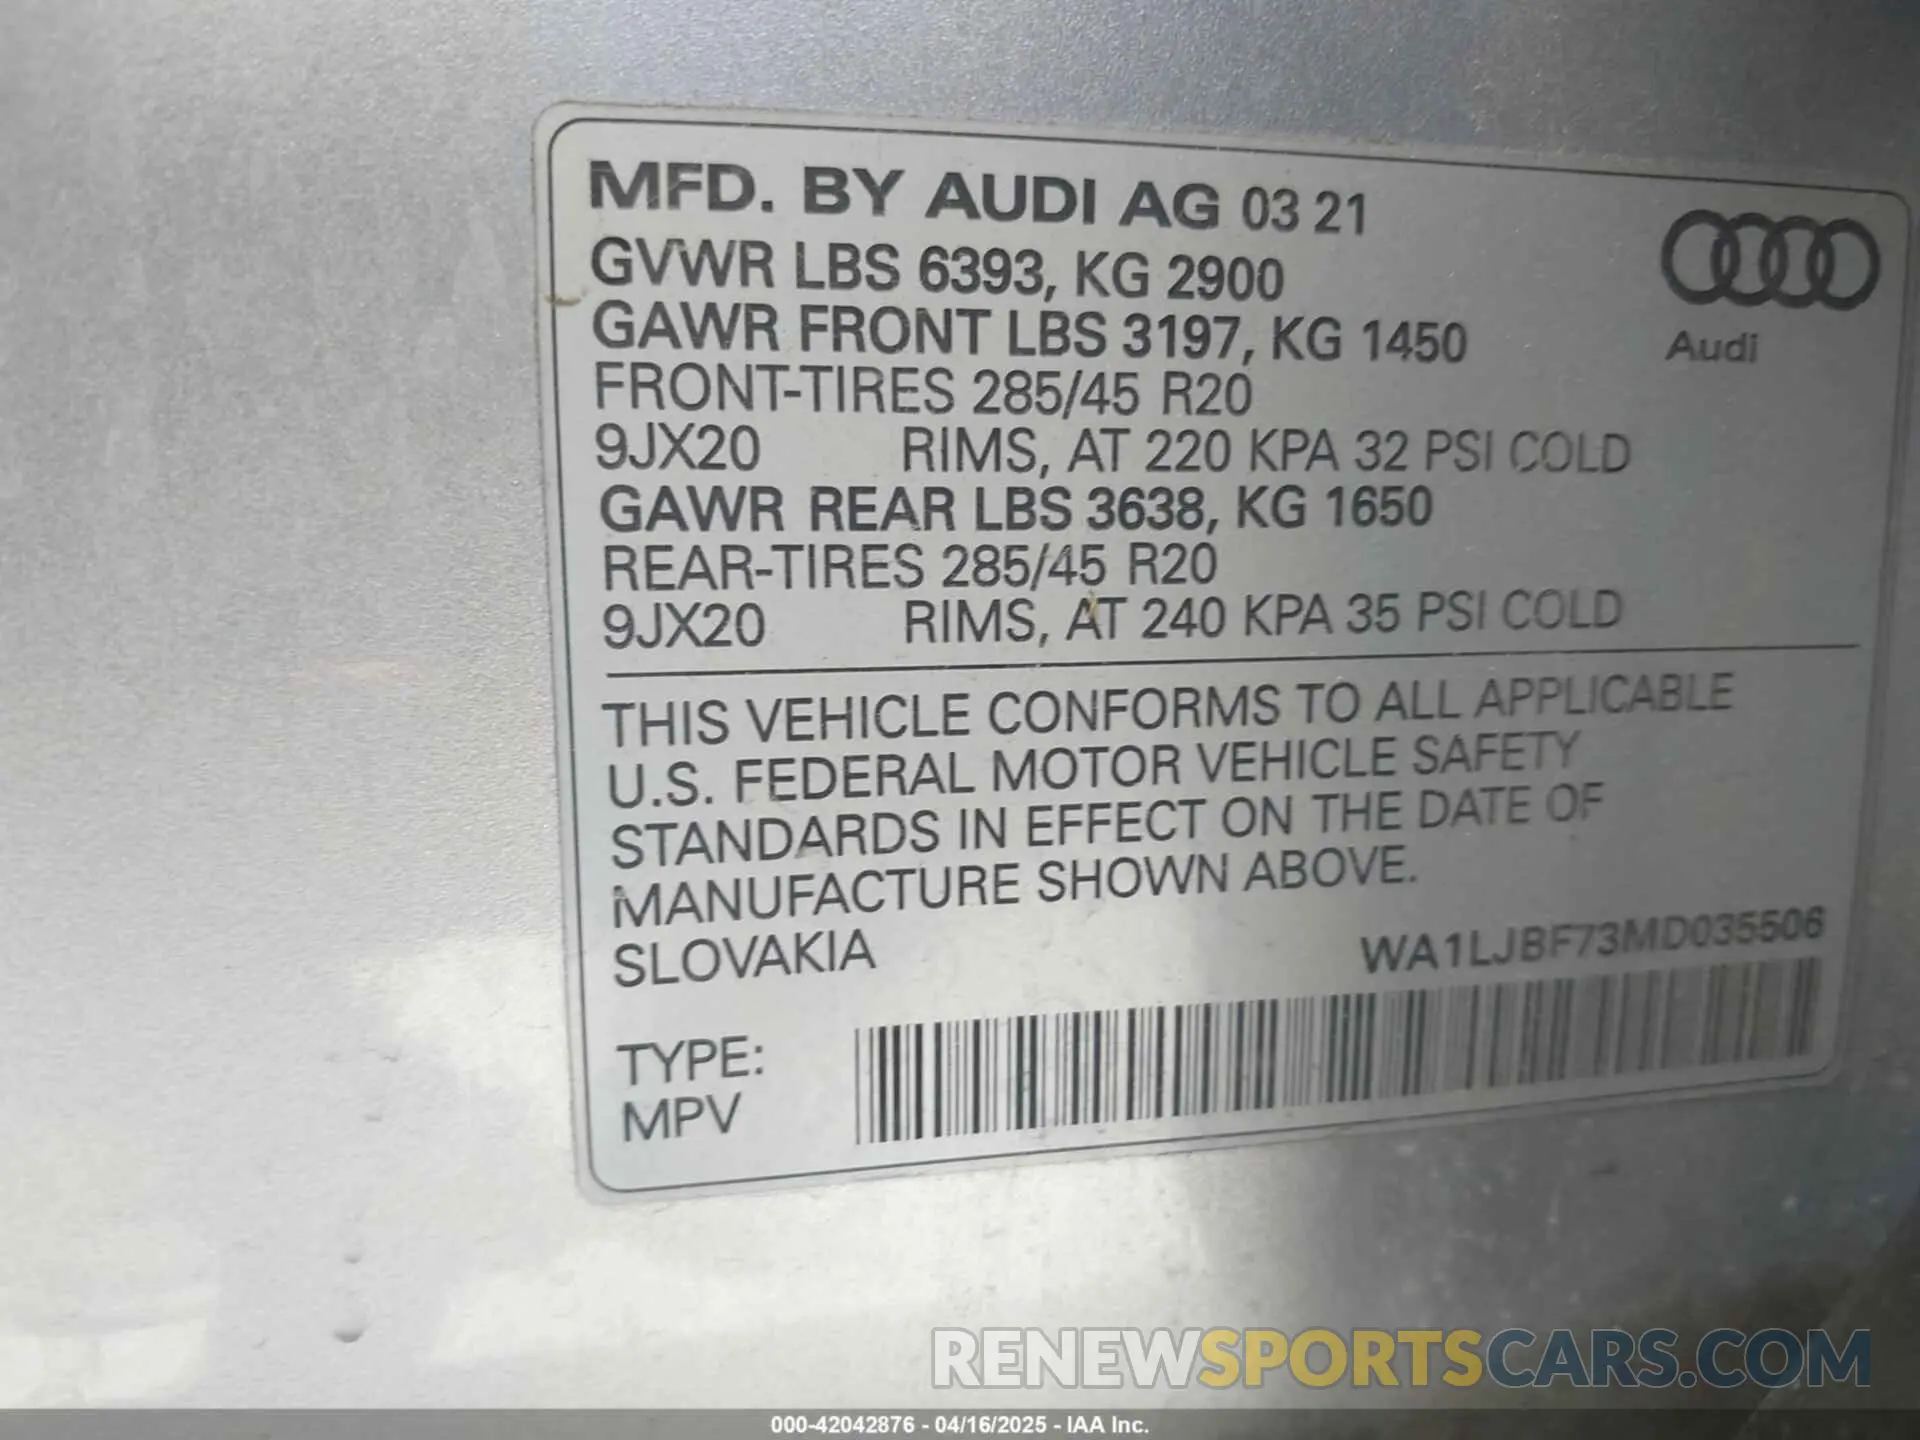 MFD. BY AUDI AG 03 21
GVWR LBS 6393, KG 2900
GAWR FRONT LBS 3197, KG 1450
FRONT-TIRES 285/45 R20
9JX20 RIMS, AT 220 KPA 32 PSI COLD
GAWR REAR LBS 3638, KG 1650
REAR-TIRES 285/45 R20
9JX20 RIMS, AT 240 KPA 35 PSI COLD
Audi
THIS VEHICLE CONFORMS TO ALL APPLICABLE
U.S. FEDERAL MOTOR VEHICLE SAFETY
STANDARDS IN EFFECT ON THE DATE OF
MANUFACTURE SHOWN ABOVE.
SLOVAKIA
WA1LJBF73MD035506
TYPE:
MPV
RENEWSPORTSCARS.COM
000-42042876 - 04/16/2025 - IAA Inc.